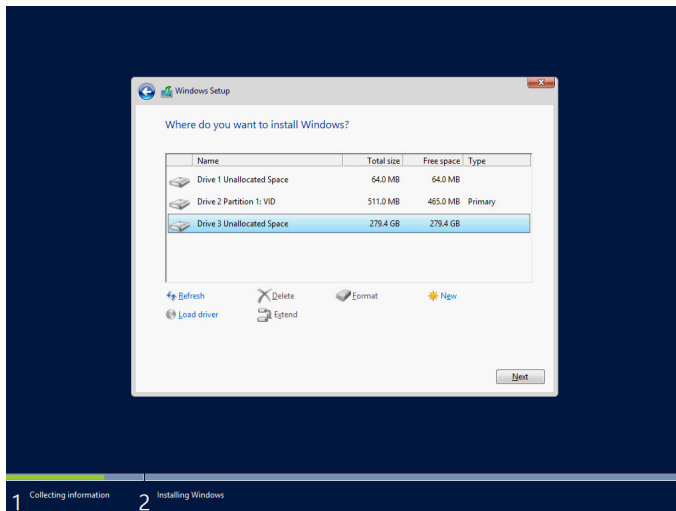 Windows Setup
Where do you want to install Windows?
Name Total size Free space Type
Drive 1 Unallocated Space 64.0 MB 64.0 MB
Drive 2 Partition 1: VID 511.0 MB 465.0 MB Primary
Drive 3 Unallocated Space 279.4 GB 279.4 GB
Refresh Delete Format New
Load driver Extend
Next
1 Collecting information 2 Installing Windows